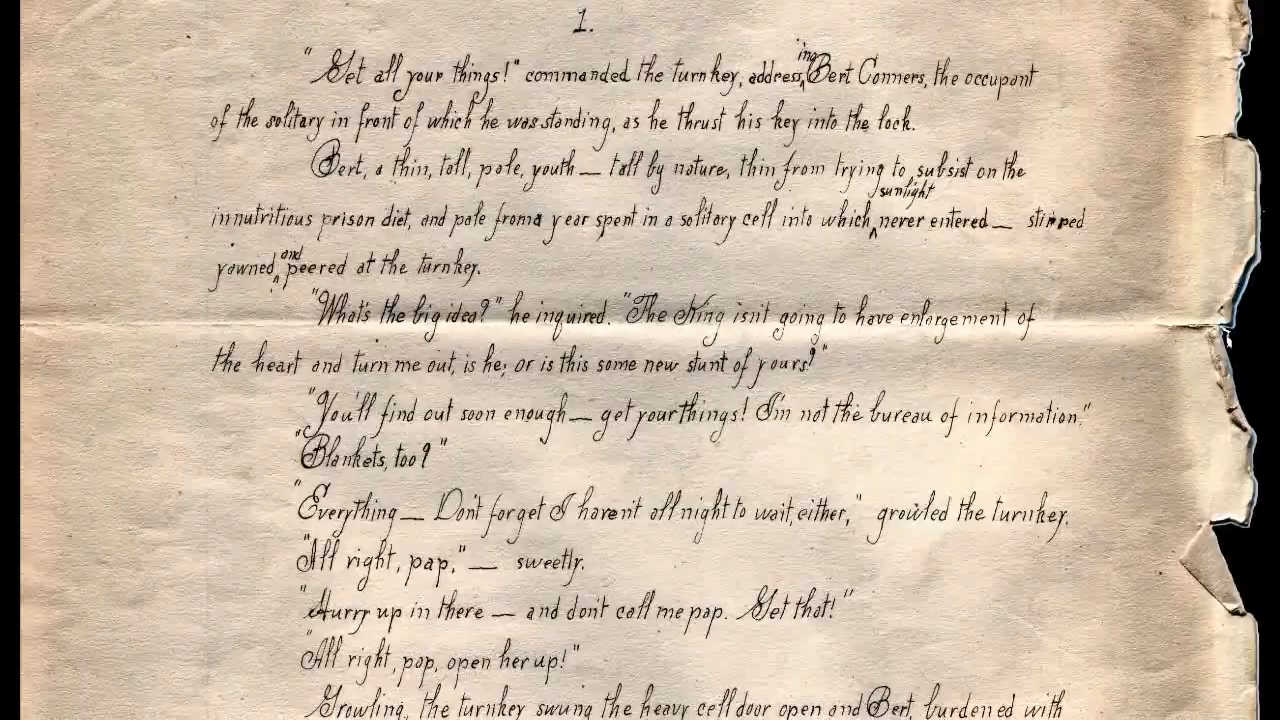 1.
"Get all your things!" commanded the turnkey, addressing Bert Conners, the occupant
of the solitary in front of which he was standing, as he thrust his key into the lock.
Bert, a thin, tall, pale, youth — tall by nature, thin from trying to subsist on the
innutritious prison diet, and pale from a year spent in a solitary cell into which sunlight never entered — stirred
yawned, and peered at the turnkey.
"What's the big idea?" he inquired. "The King isn't going to have enlargement of
the heart and turn me out, is he; or is this some new stunt of yours?"
"You'll find out soon enough — get your things! I'm not the bureau of information."
"Blankets, too?"
"Everything — Don't forget I haven't all night to wait, either," growled the turnkey.
"All right, pap," — sweetly.
"Hurry up in there — and don't call me pap. Get that!"
"All right, pop, open her up!"
Growling, the turnkey swung the heavy cell door open and Bert, burdened with